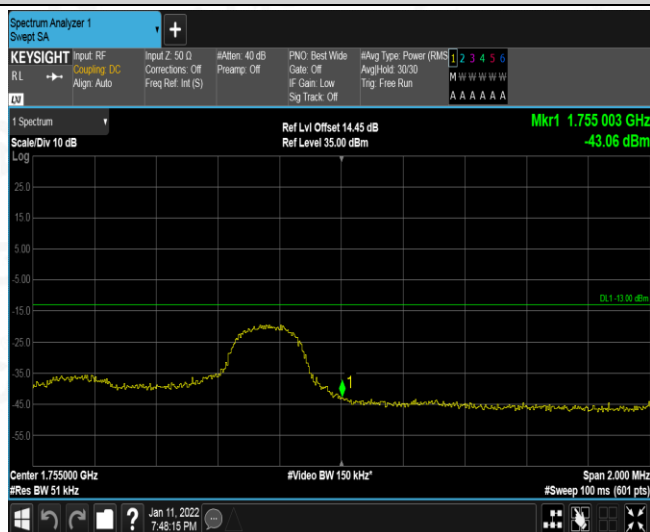 Spectrum Analyzer 1
Swept SA
KEYSIGHT
RL
LXI
Input: RF
Coupling: DC
Align: Auto
Input Z: 50 Ω
Corrections: Off
Freq Ref: Int (S)
#Atten: 40 dB
Preamp: Off
PNO: Best Wide
Gate: Off
IF Gain: Low
Sig Track: Off
#Avg Type: Power (RMS
Avg|Hold: 30/30
Trig: Free Run
1 2 3 4 5 6
M W W W W W
A A A A A A
1 Spectrum
Scale/Div 10 dB
Log
Ref Lvl Offset 14.45 dB
Ref Level 35.00 dBm
Mkr1 1.755 003 GHz
-43.06 dBm
25.0
15.0
5.00
-5.00
-15.0
-25.0
-35.0
-45.0
-55.0
DL1 -13.00 dBm
1
Center 1.755000 GHz
#Res BW 51 kHz
#Video BW 150 kHz*
Span 2.000 MHz
#Sweep 100 ms (601 pts)
?
Jan 11, 2022
7:48:15 PM